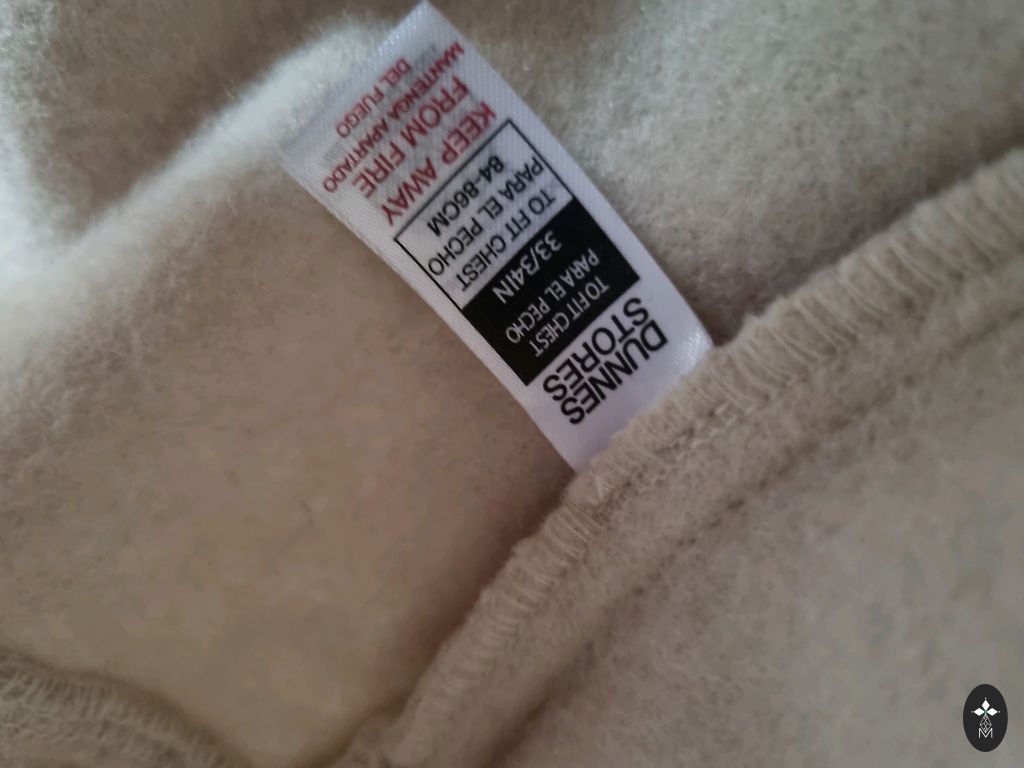 DUNNES
STORES
TO FIT CHEST
PARA EL PECHO
33/34IN
TO FIT CHEST
PARA EL PECHO
84-86CM
KEEP AWAY
FROM FIRE
MANTENGA APARTADO
DEL FUEGO
M